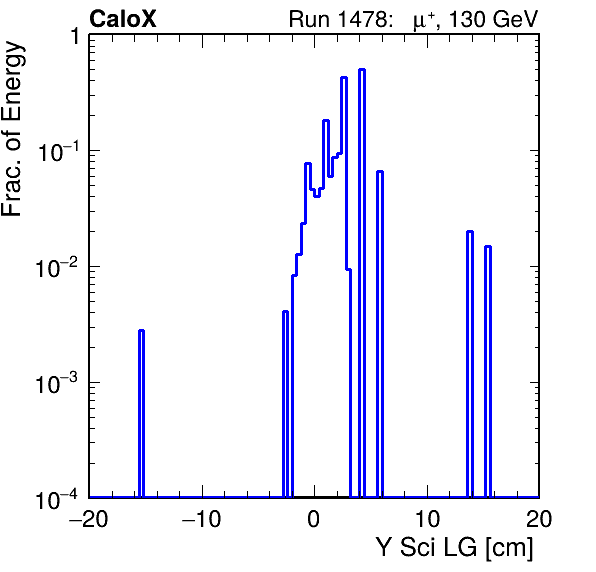 CaloX Run 1478: μ⁺, 130 GeV
Frac. of Energy
1
10⁻¹
10⁻²
10⁻³
10⁻⁴
−20 −10 0 10 20
Y Sci LG [cm]